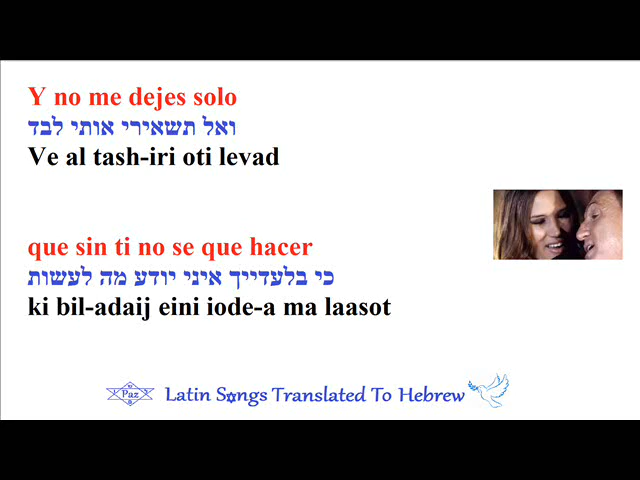 Y no me dejes solo
ואל תשאירי אותי לבד
Ve al tash-iri oti levad
que sin ti no se que hacer
כי בלעדייך איני יודע מה לעשות
ki bil-adaij eini iode-a ma laasot
Paz
Latin Songs Translated To Hebrew